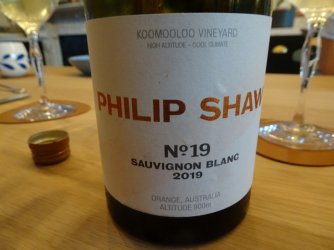 KOOMOOLOO VINEYARD
HIGH ALTITUDE - COOL CLIMATE
PHILIP SHAW
Nº19
SAUVIGNON BLANC
2019
ORANGE, AUSTRALIA
ALTITUDE 900m